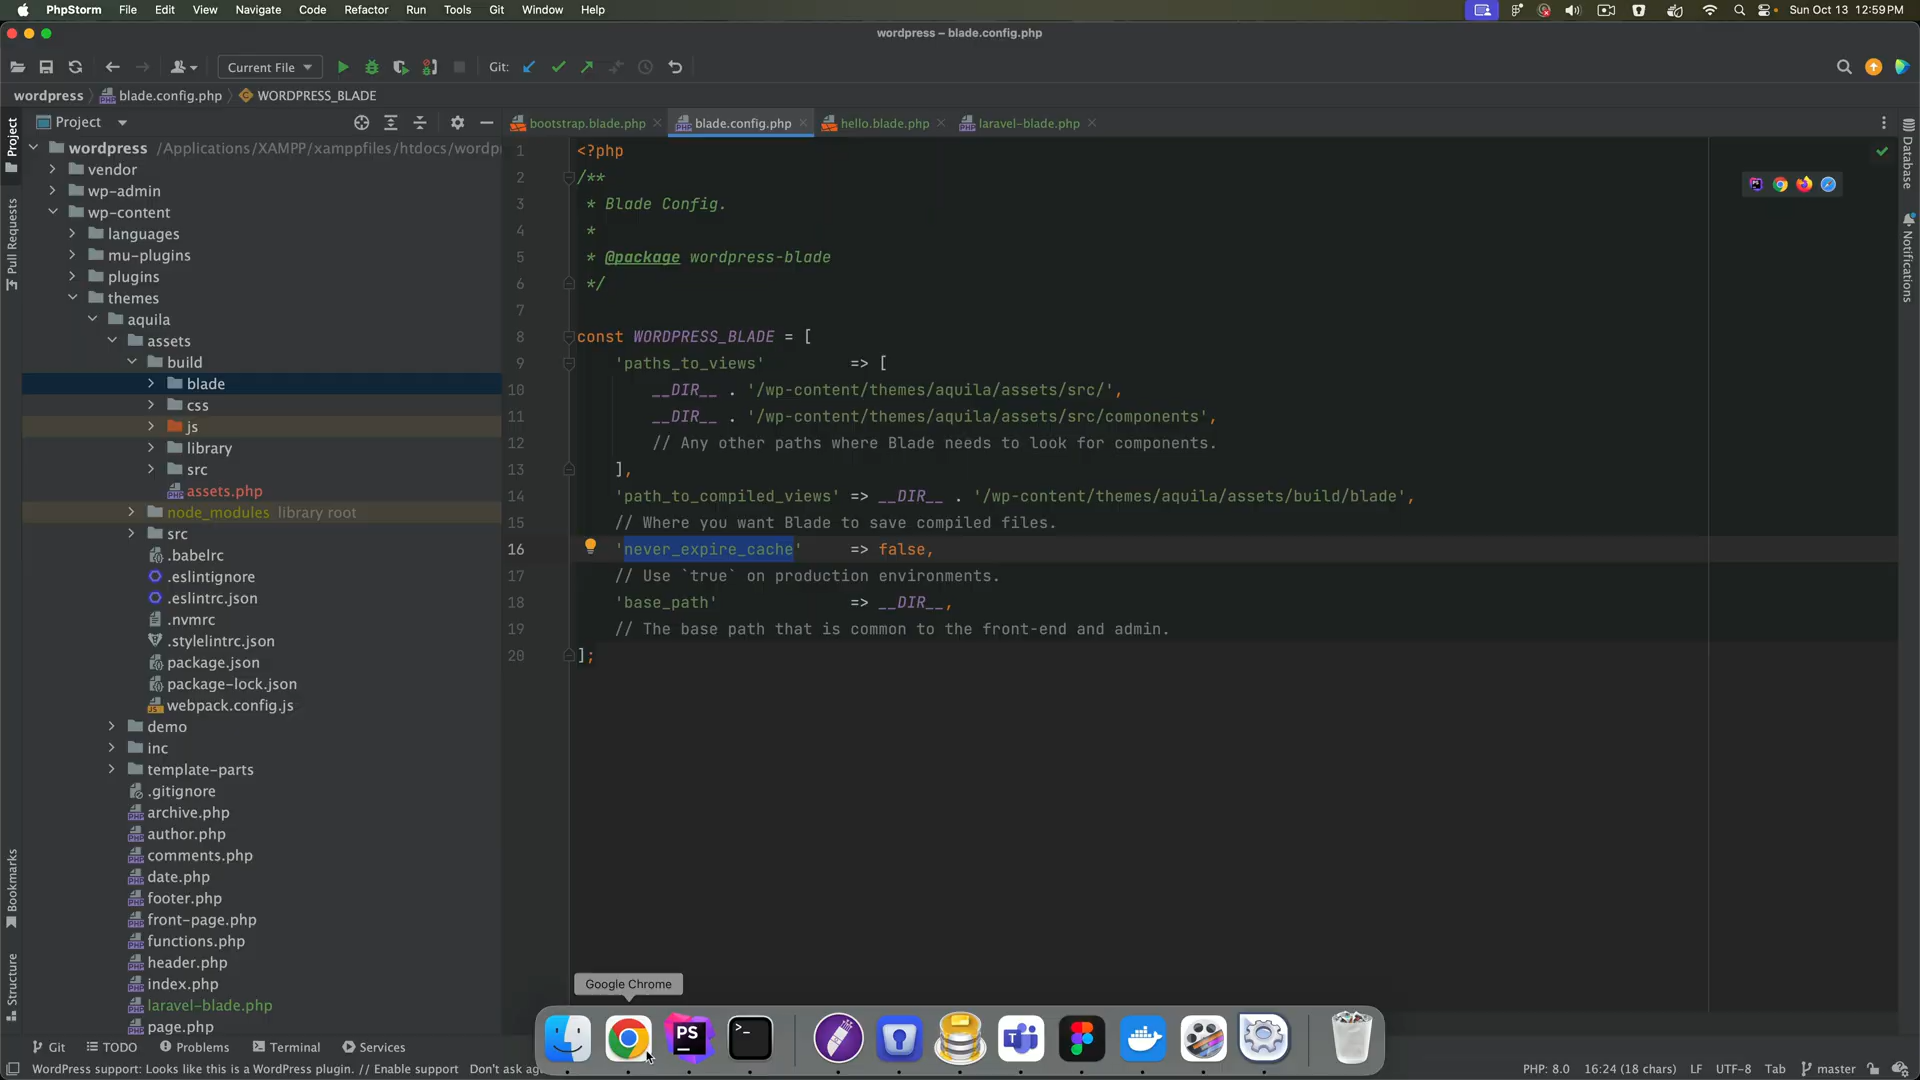 PhpStorm File Edit View Navigate Code Refactor Run Tools Git Window Help Sun Oct 13 12:59 PM
wordpress – blade.config.php
Current File Git:
wordpress blade.config.php WORDPRESS_BLADE
Project
bootstrap.blade.php blade.config.php hello.blade.php laravel-blade.php
wordpress /Applications/XAMPP/xamppfiles/htdocs/wordp
vendor
wp-admin
wp-content
languages
mu-plugins
plugins
themes
aquila
assets
build
blade
css
js
library
src
assets.php
node_modules library root
src
.babelrc
.eslintignore
.eslintrc.json
.nvmrc
.stylelintrc.json
package.json
package-lock.json
webpack.config.js
demo
inc
template-parts
.gitignore
archive.php
author.php
comments.php
date.php
footer.php
front-page.php
functions.php
header.php
index.php
laravel-blade.php
page.php
1 <?php
2 /**
3 * Blade Config.
4 *
5 * @package wordpress-blade
6 */
7
8 const WORDPRESS_BLADE = [
9 'paths_to_views' => [
10 __DIR__ . '/wp-content/themes/aquila/assets/src/',
11 __DIR__ . '/wp-content/themes/aquila/assets/src/components',
12 // Any other paths where Blade needs to look for components.
13 ],
14 'path_to_compiled_views' => __DIR__ . '/wp-content/themes/aquila/assets/build/blade',
15 // Where you want Blade to save compiled files.
16 'never_expire_cache' => false,
17 // Use `true` on production environments.
18 'base_path' => __DIR__,
19 // The base path that is common to the front-end and admin.
20 ];
Project
Pull Requests
Bookmarks
Structure
Database
Notifications
Google Chrome
PS
Git TODO Problems Terminal Services
WordPress support: Looks like this is a WordPress plugin. // Enable support Don't ask ag
PHP: 8.0 16:24 (18 chars) LF UTF-8 Tab master